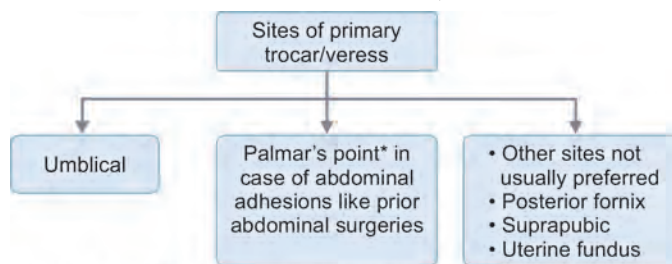 Sites of primary
trocar/veress
Umblical
Palmar's point* in
case of abdominal
adhesions like prior
abdominal surgeries
• Other sites not
usually preferred
• Posterior fornix
• Suprapubic
• Uterine fundus